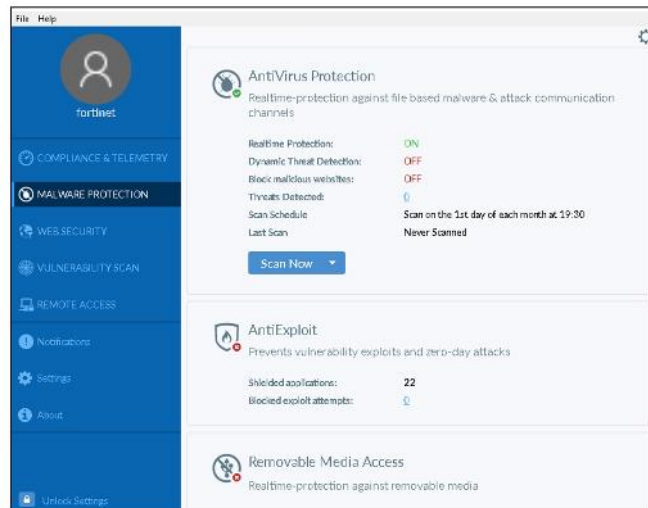 File Help
fortinet
COMPLIANCE & TELEMETRY
MALWARE PROTECTION
WEB SECURITY
VULNERABILITY SCAN
REMOTE ACCESS
Notifications
Settings
About
Unlock Settings
AntiVirus Protection
Realtime-protection against file based malware & attack communication
channels
Realtime Protection: ON
Dynamic Threat Detection: OFF
Block malicious websites: OFF
Threats Detected: 0
Scan Schedule Scan on the 1st day of each month at 19:30
Last Scan Never Scanned
Scan Now
AntiExploit
Prevents vulnerability exploits and zero-day attacks
Shielded applications: 22
Blocked exploit attempts: 0
Removable Media Access
Realtime-protection against removable media